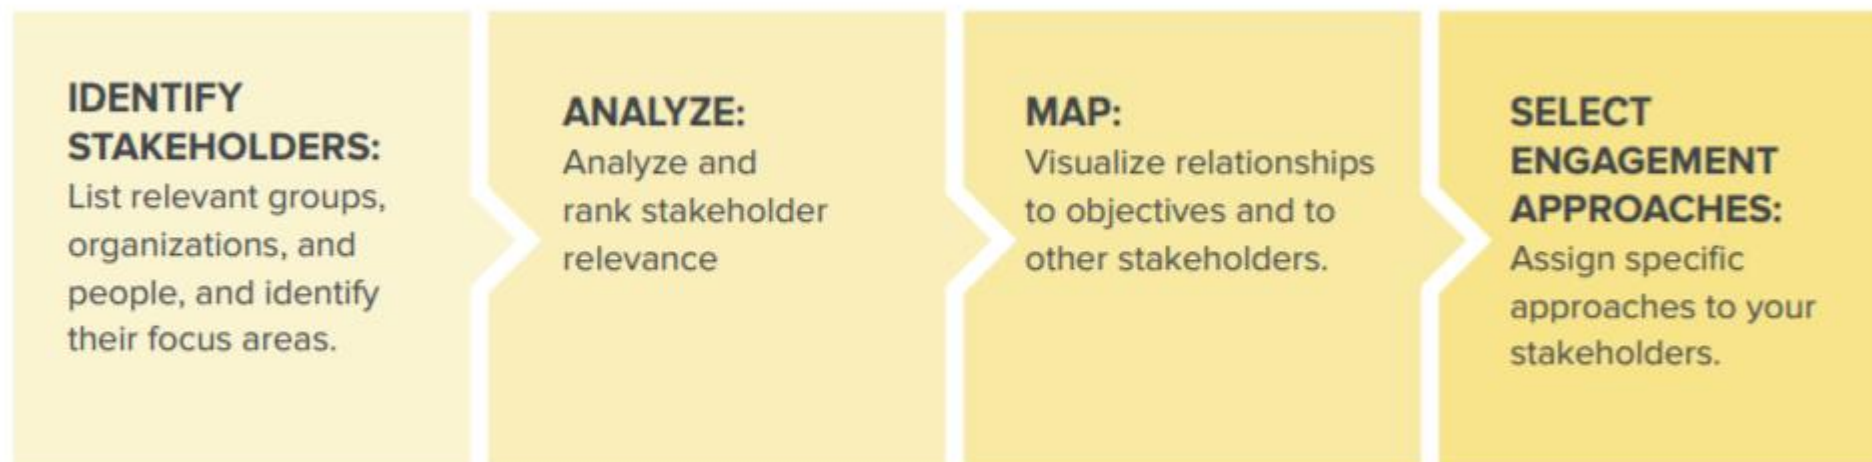 IDENTIFY
STAKEHOLDERS:
List relevant groups,
organizations, and
people, and identify
their focus areas.
ANALYZE:
Analyze and
rank stakeholder
relevance
MAP:
Visualize relationships
to objectives and to
other stakeholders.
SELECT
ENGAGEMENT
APPROACHES:
Assign specific
approaches to your
stakeholders.